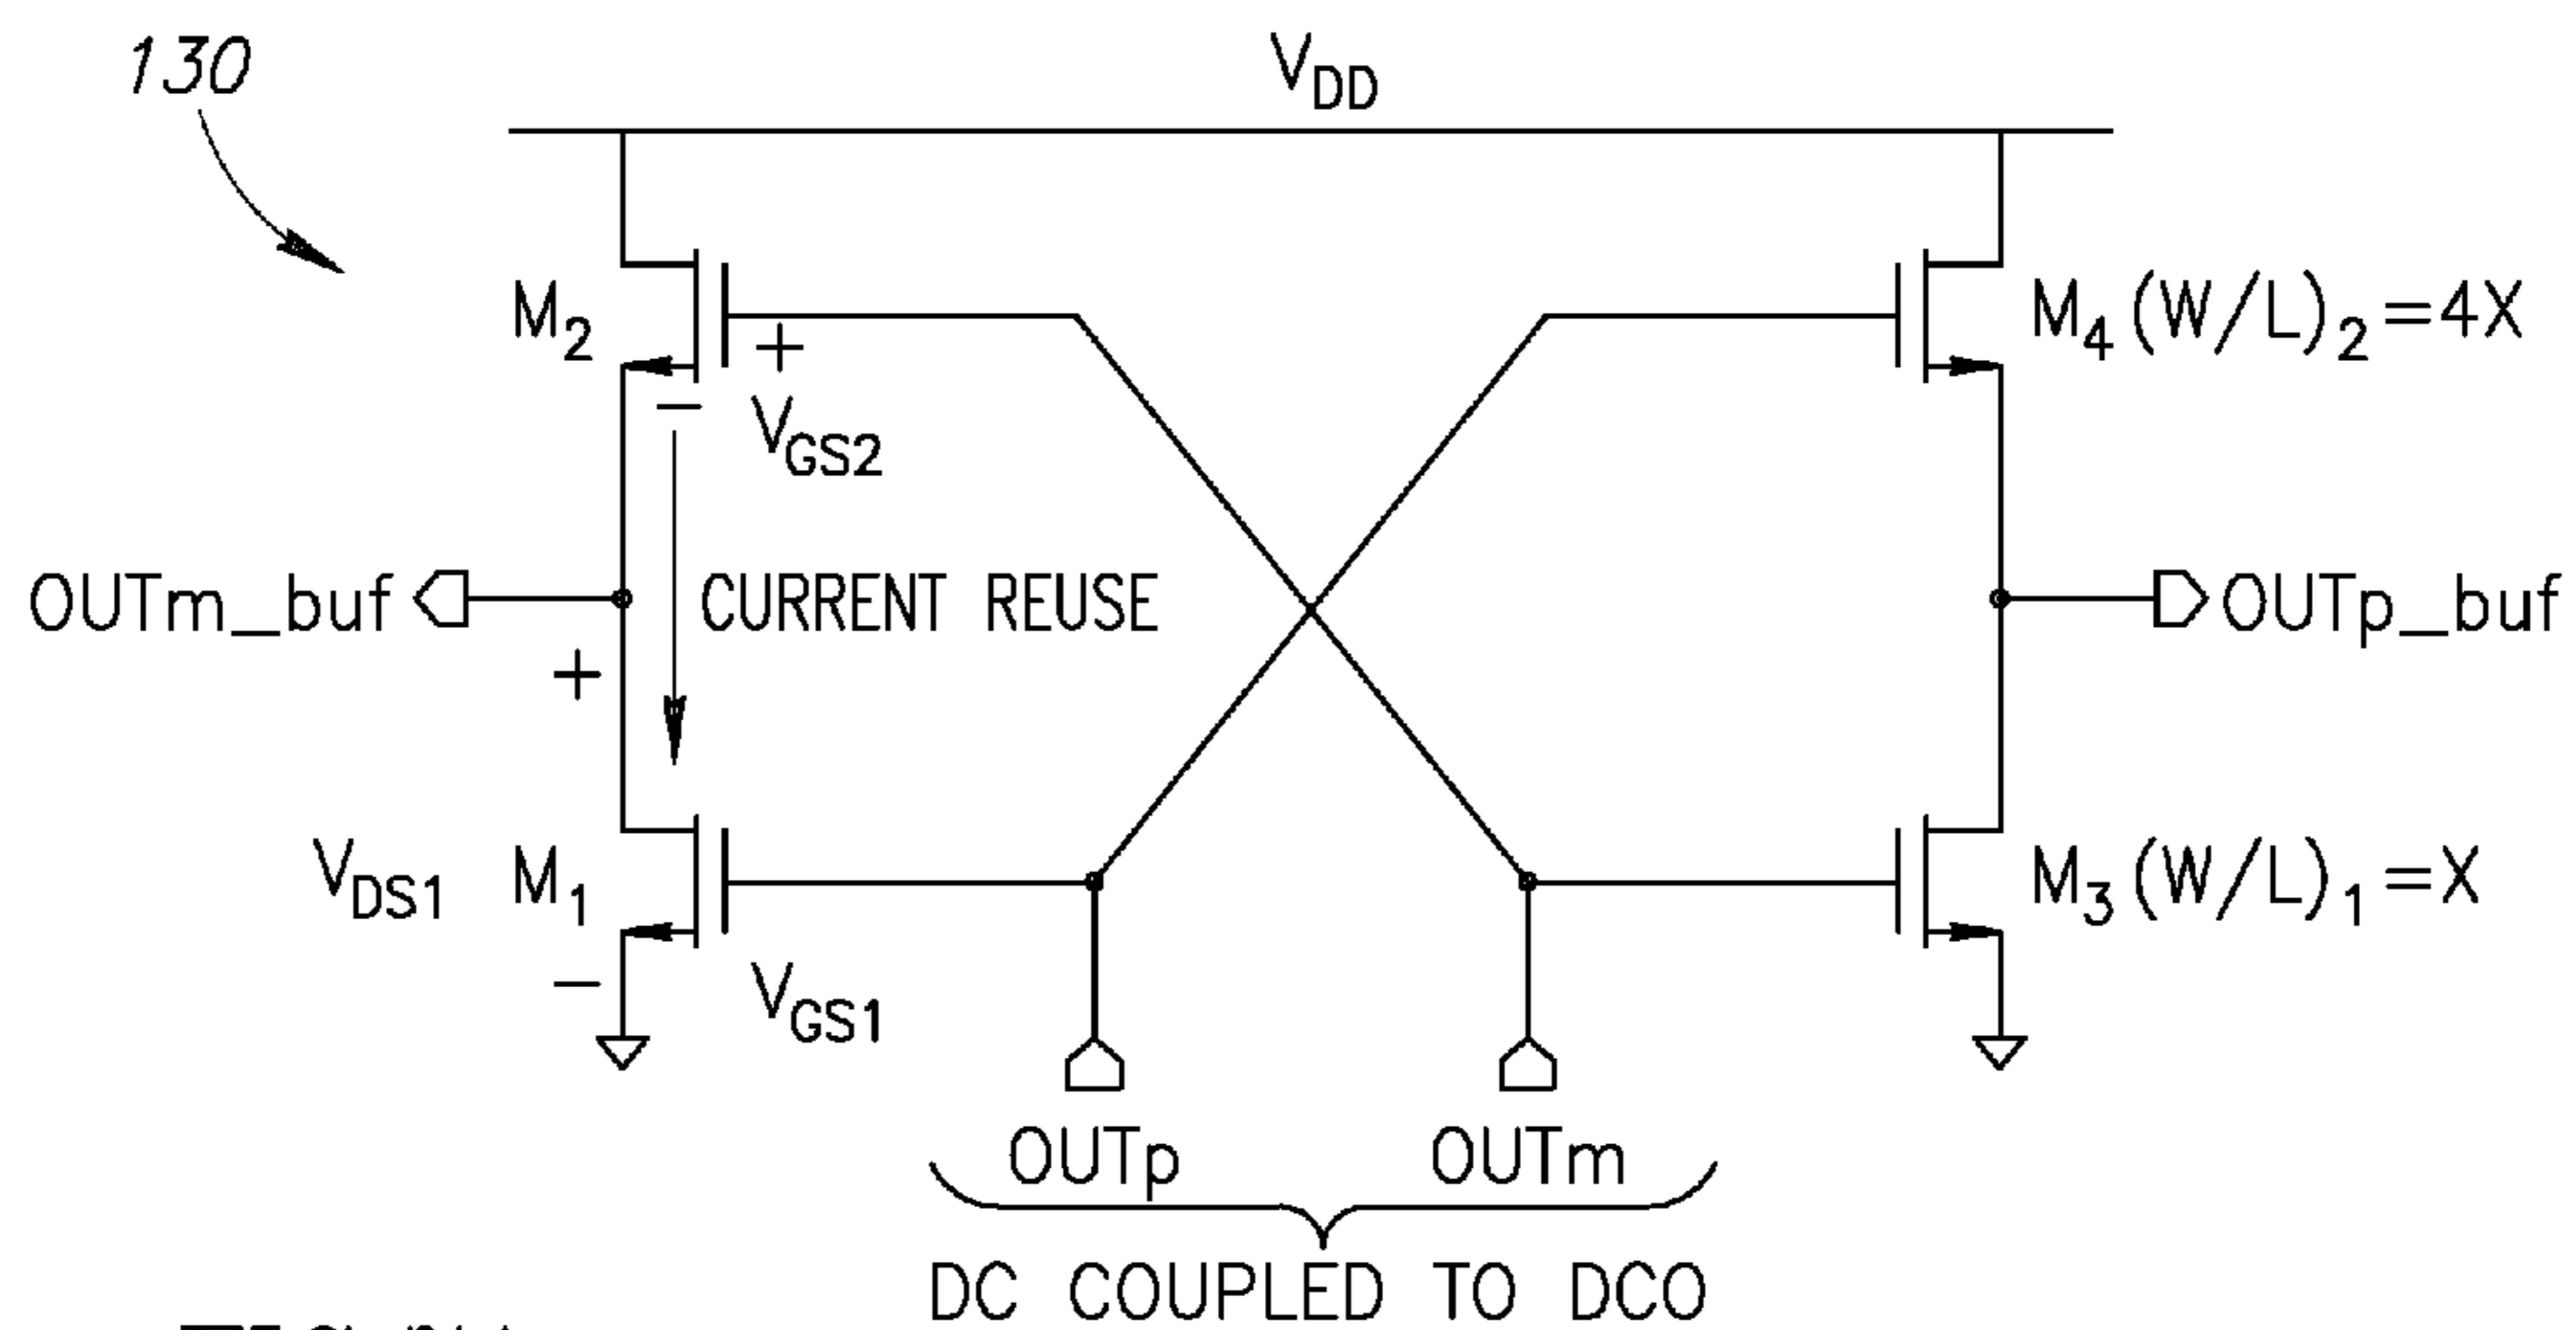 130
VDD
M2
+
−
VGS2
M4 (W/L)2=4X
OUTm_buf
CURRENT REUSE
OUTp_buf
+
VDS1
M1
−
VGS1
M3 (W/L)1=X
OUTp
OUTm
DC COUPLED TO DCO